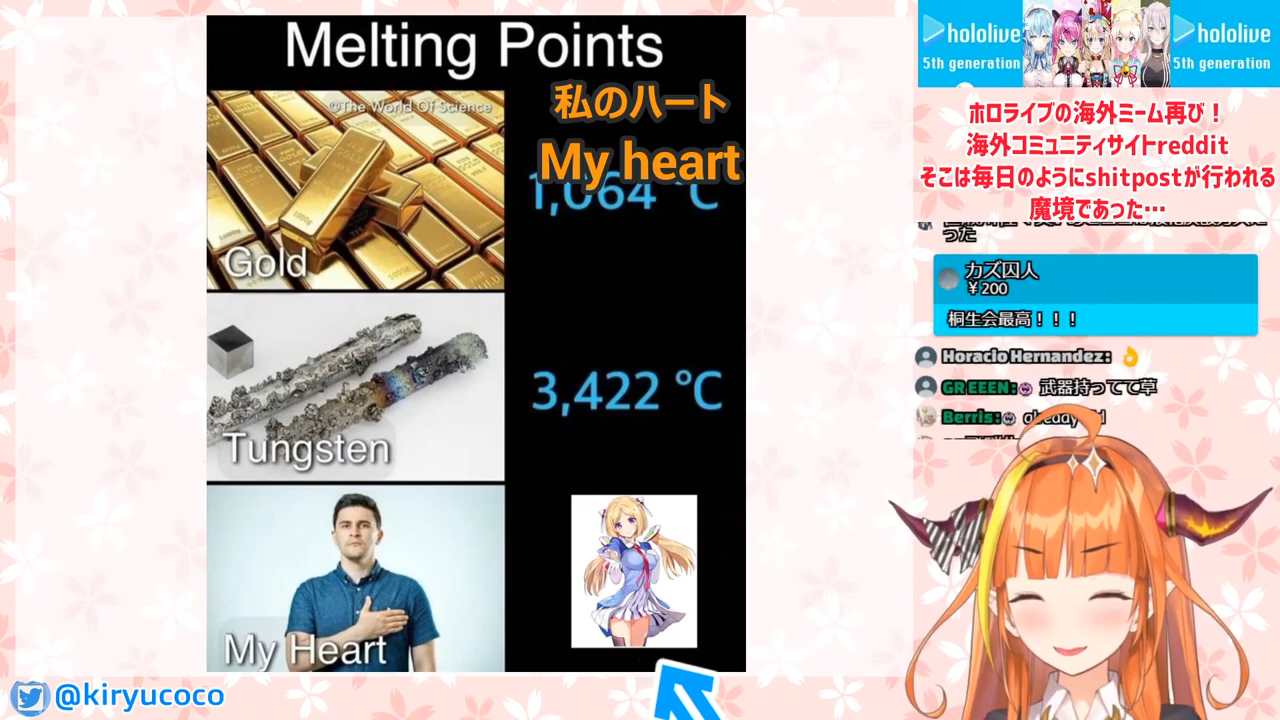 Melting Points
©The World Of Science
私のハート
My heart
1,064 ℃
Gold
3,422 ℃
Tungsten
My Heart
@kiryucoco
hololive
5th generation
hololive
5th generation
ホロライブの海外ミーム再び！
海外コミュニティサイトreddit
そこは毎日のようにshitpostが行われる
魔境であった…
った
カズ囚人
￥200
桐生会最高！！！
Horacio Hernandez:
GREEEN: 武器持ってて草
Berris: